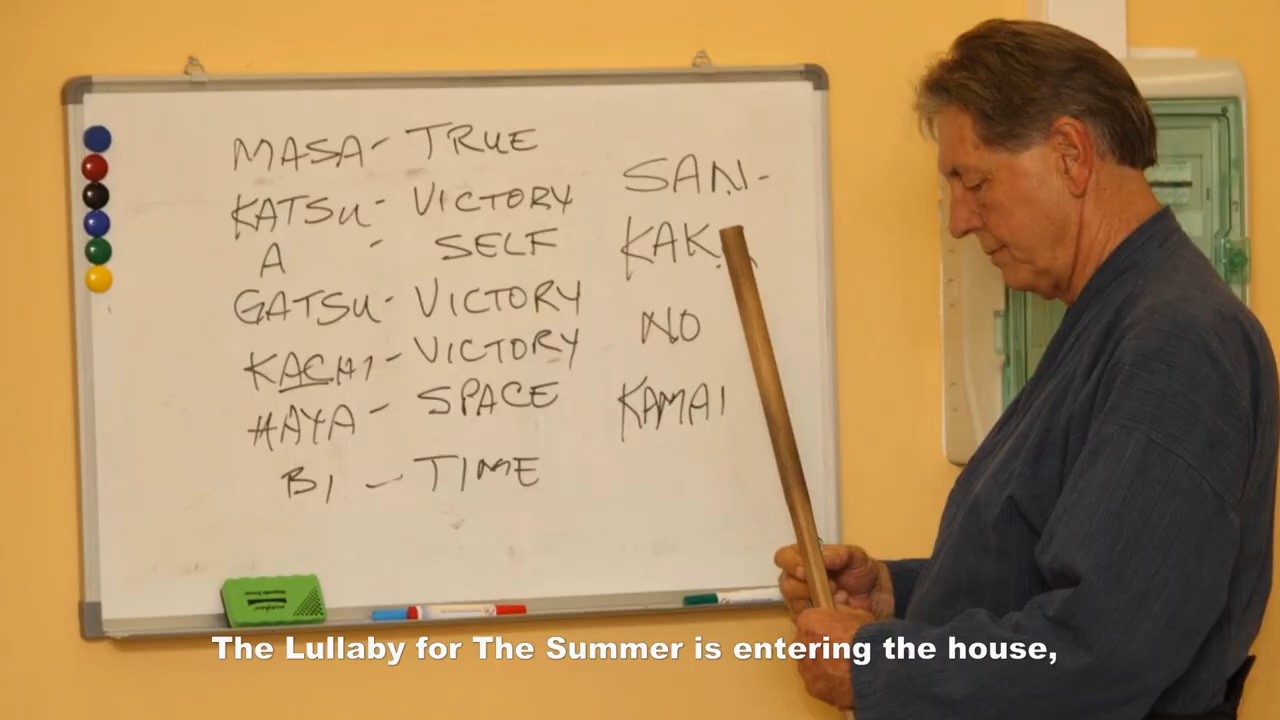 MASA - TRUE
KATSU - VICTORY
A - SELF
GATSU - VICTORY
KACHI - VICTORY
HAYA - SPACE
BI - TIME
SAN-
NO
KAMAI
The Lullaby for The Summer is entering the house,